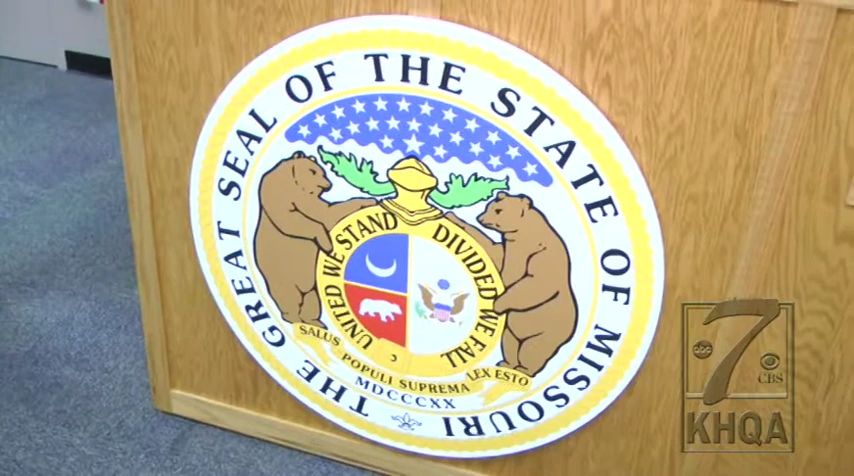 THE GREAT SEAL OF THE STATE OF MISSOURI
UNITED WE STAND DIVIDED WE FALL
SALUS POPULI SUPREMA LEX ESTO
MDCCCXX
7
abc
CBS
KHQA